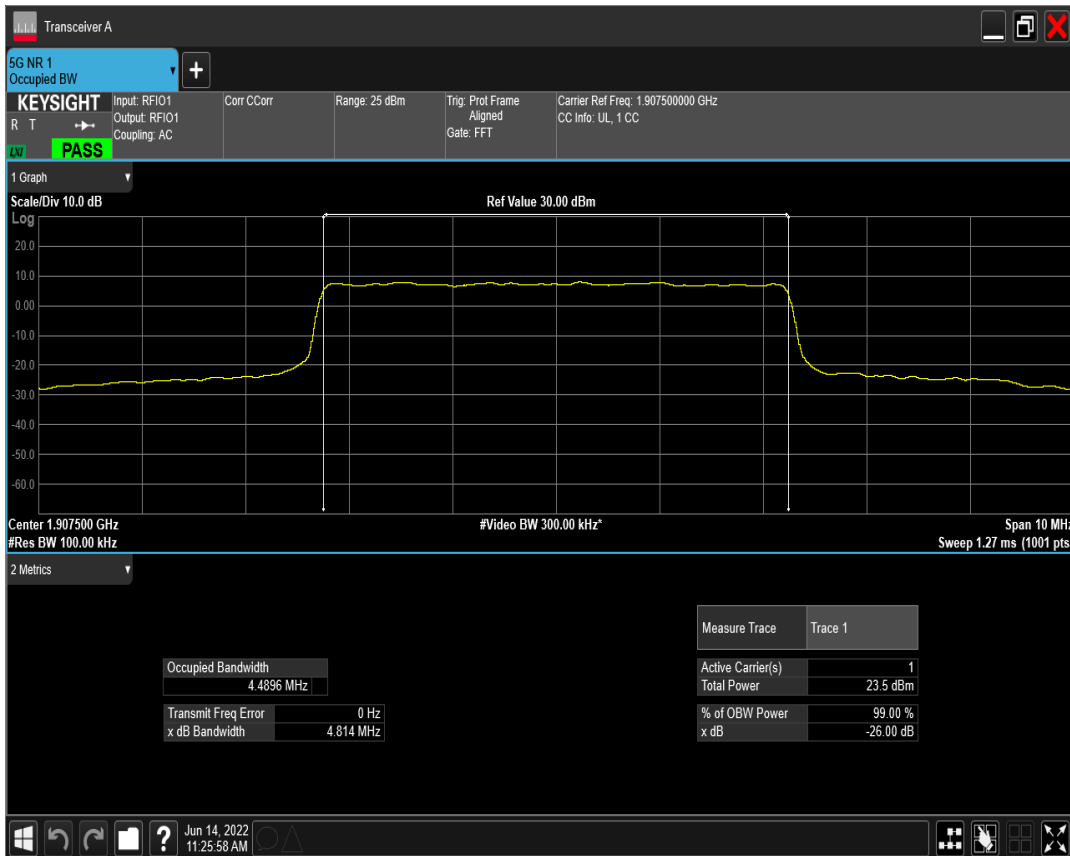 Transceiver A
5G NR 1
Occupied BW
+
KEYSIGHT
R T
LXI
PASS
Input: RFIO1
Output: RFIO1
Coupling: AC
Corr CCorr
Range: 25 dBm
Trig: Prot Frame
Aligned
Gate: FFT
Carrier Ref Freq: 1.907500000 GHz
CC Info: UL, 1 CC
1 Graph
Scale/Div 10.0 dB
Ref Value 30.00 dBm
Log
20.0
10.0
0.00
-10.0
-20.0
-30.0
-40.0
-50.0
-60.0
Center 1.907500 GHz
#Video BW 300.00 kHz*
Span 10 MHz
#Res BW 100.00 kHz
Sweep 1.27 ms (1001 pts
2 Metrics
Measure Trace Trace 1
Occupied Bandwidth
4.4896 MHz
Active Carrier(s) 1
Total Power 23.5 dBm
Transmit Freq Error 0 Hz
x dB Bandwidth 4.814 MHz
% of OBW Power 99.00 %
x dB -26.00 dB
?
Jun 14, 2022
11:25:58 AM